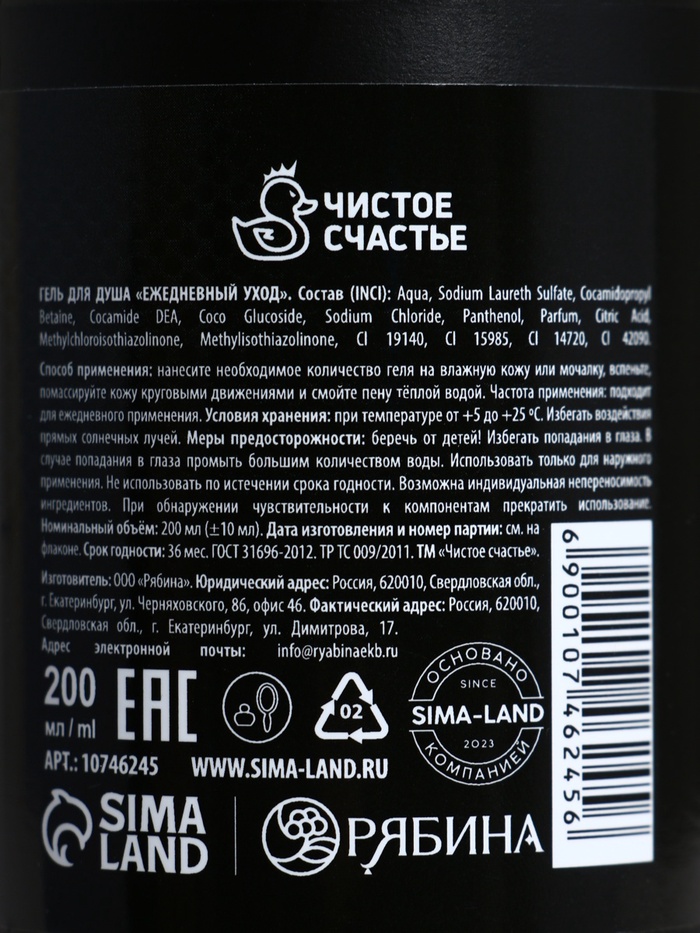 ЧИСТОЕ
СЧАСТЬЕ
ГЕЛЬ ДЛЯ ДУША «ЕЖЕДНЕВНЫЙ УХОД». Состав (INCI): Aqua, Sodium Laureth Sulfate, Cocamidopropyl
Betaine, Cocamide DEA, Coco Glucoside, Sodium Chloride, Panthenol, Parfum, Citric Acid,
Methylchloroisothiazolinone, Methylisothiazolinone, CI 19140, CI 15985, CI 14720, CI 42090.
Способ применения: нанесите необходимое количество геля на влажную кожу или мочалку, вспеньте,
помассируйте кожу круговыми движениями и смойте пену тёплой водой. Частота применения: подходит
для ежедневного применения. Условия хранения: при температуре от +5 до +25 ºС. Избегать воздействия
прямых солнечных лучей. Меры предосторожности: беречь от детей! Избегать попадания в глаза. В
случае попадания в глаза промыть большим количеством воды. Использовать только для наружного
применения. Не использовать по истечении срока годности. Возможна индивидуальная непереносимость
ингредиентов. При обнаружении чувствительности к компонентам прекратить использование.
Номинальный объём: 200 мл (±10 мл). Дата изготовления и номер партии: см. на
флаконе. Срок годности: 36 мес. ГОСТ 31696-2012. ТР ТС 009/2011. ТМ «Чистое счастье».
Изготовитель: ООО «Рябина». Юридический адрес: Россия, 620010, Свердловская обл.,
г. Екатеринбург, ул. Черняховского, 86, офис 46. Фактический адрес: Россия, 620010,
Свердловская обл., г. Екатеринбург, ул. Димитрова, 17.
Адрес электронной почты: info@ryabinaekb.ru
200
мл / ml
EAC
02
ОСНОВАНО
SINCE
SIMA-LAND
2023
КОМПАНИЕЙ
АРТ.: 10746245
WWW.SIMA-LAND.RU
SIMA
LAND
РЯБИНА
6900107462456